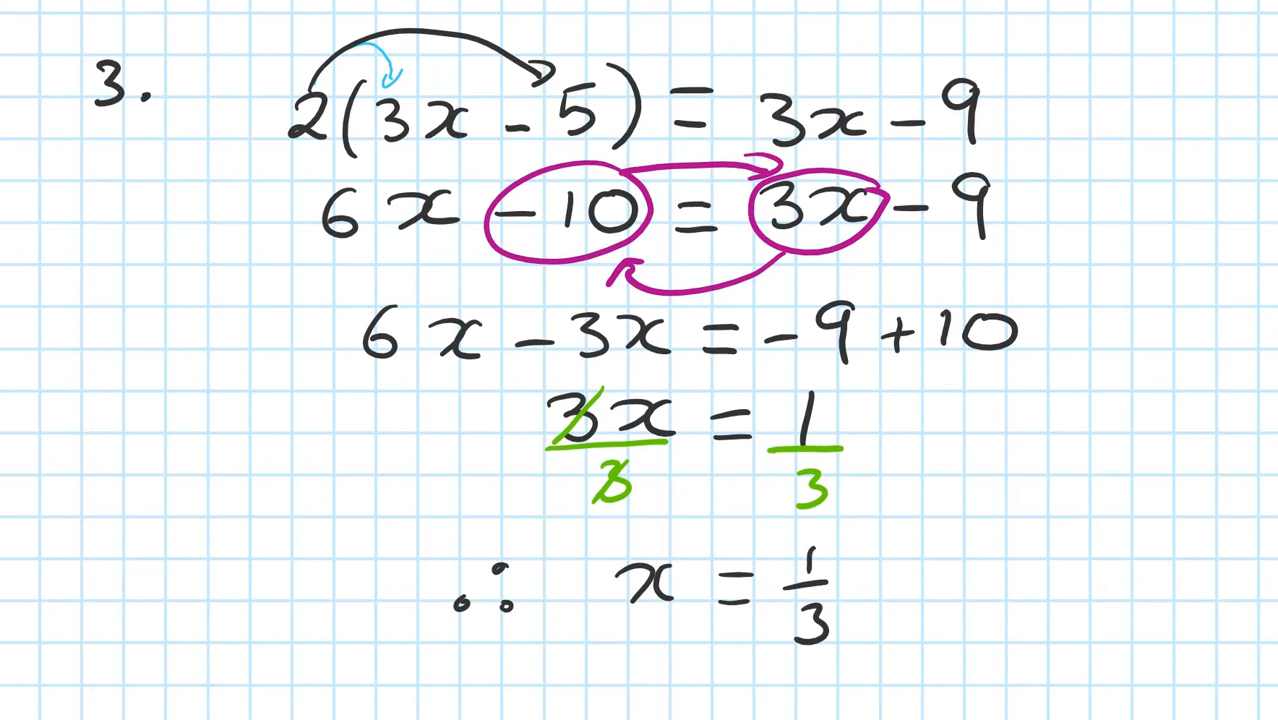 3. 2(3x - 5) = 3x - 9
6x - 10 = 3x - 9
6x - 3x = -9 + 10
3x/3 = 1/3
∴ x = 1/3